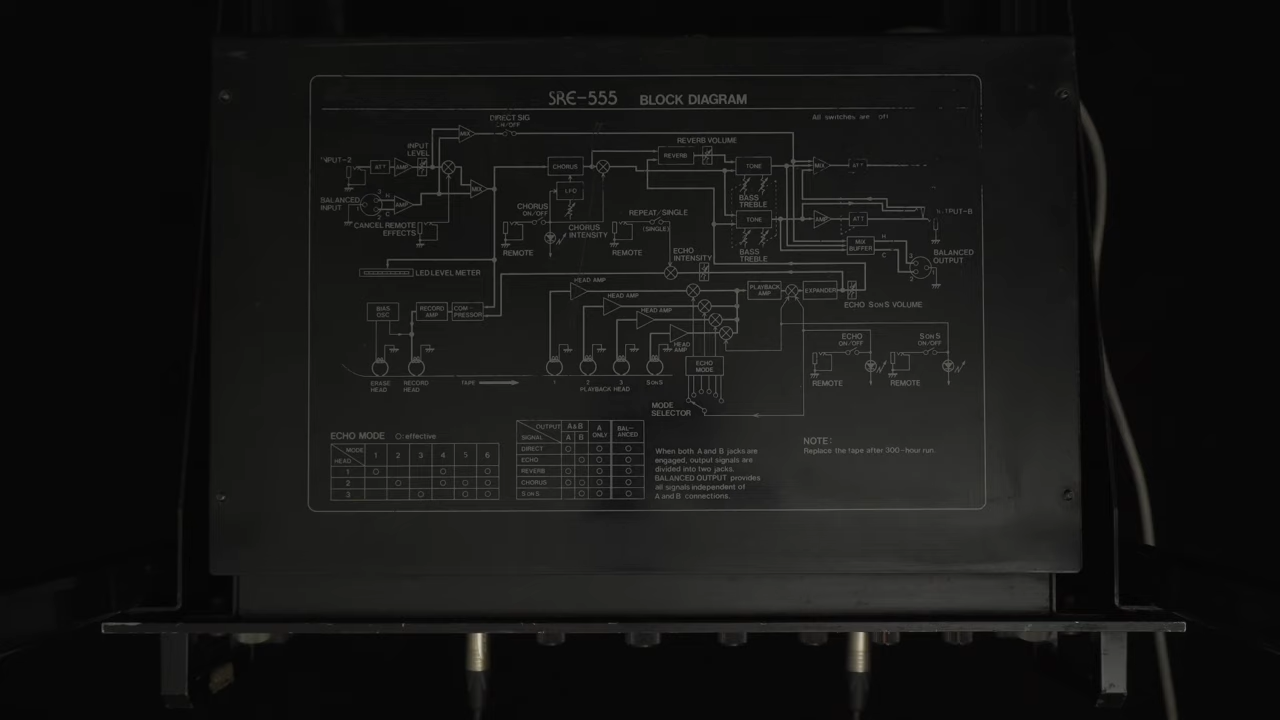 SRE-555 BLOCK DIAGRAM
All switches are off
DIRECT SIG
ON/OFF
MIX
INPUT-2
ATT
AMP
INPUT
LEVEL
BALANCED
INPUT
2
1
3
H
C
AMP
MIX
CANCEL REMOTE
EFFECTS
CHORUS
LFO
CHORUS
ON/OFF
CHORUS
INTENSITY
REMOTE
REVERB VOLUME
REVERB
TONE
BASS
TREBLE
TONE
BASS
TREBLE
REPEAT/SINGLE
(SINGLE)
REMOTE
ECHO
INTENSITY
MIX
ATT
AMP
ATT
MIX
BUFFER
H
C
BALANCED
OUTPUT
LED LEVEL METER
BIAS
OSC
RECORD
AMP
COM-
PRESSOR
HEAD AMP
HEAD AMP
HEAD AMP
HEAD
AMP
PLAYBACK
AMP
EXPANDER
ECHO SonS VOLUME
ECHO
MODE
MODE
SELECTOR
ECHO
ON/OFF
REMOTE
SonS
ON/OFF
REMOTE
ERASE
HEAD
RECORD
HEAD
TAPE
1
2
3
SonS
PLAYBACK HEAD
ECHO MODE O:effective
MODE
HEAD
1 2 3 4 5 6
1 O O O
2 O O O O
3 O O O
OUTPUT
SIGNAL
A&B
A B
A
ONLY
BAL-
ANCED
DIRECT O O O
ECHO O O O
REVERB O O O O
CHORUS O O O O
SonS O O O
When both A and B jacks are
engaged, output signals are
divided into two jacks.
BALANCED OUTPUT provides
all signals independent of
A and B connections.
NOTE:
Replace the tape after 300-hour run.